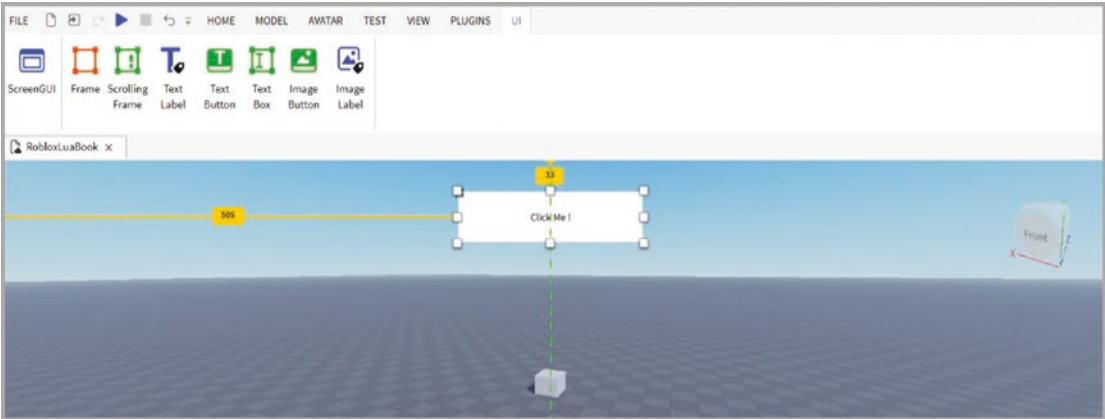 FILE HOME MODEL AVATAR TEST VIEW PLUGINS UI
ScreenGUI Frame Scrolling Frame Text Label Text Button Text Box Image Button Image Label
RobloxLuaBook ×
33
505
Click Me !
Front
X
Z